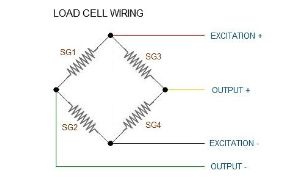 LOAD CELL WIRING
EXCITATION +
SG1
SG3
OUTPUT +
SG2
SG4
EXCITATION -
OUTPUT -